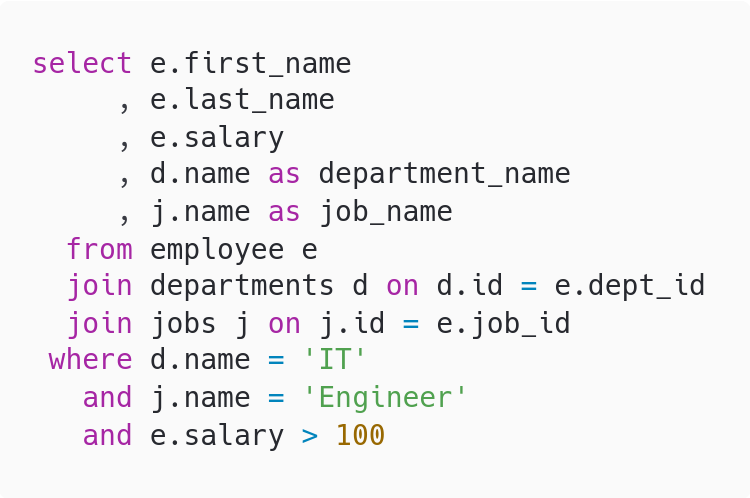 select e.first_name
     , e.last_name
     , e.salary
     , d.name as department_name
     , j.name as job_name
  from employee e
  join departments d on d.id = e.dept_id
  join jobs j on j.id = e.job_id
 where d.name = 'IT'
   and j.name = 'Engineer'
   and e.salary > 100